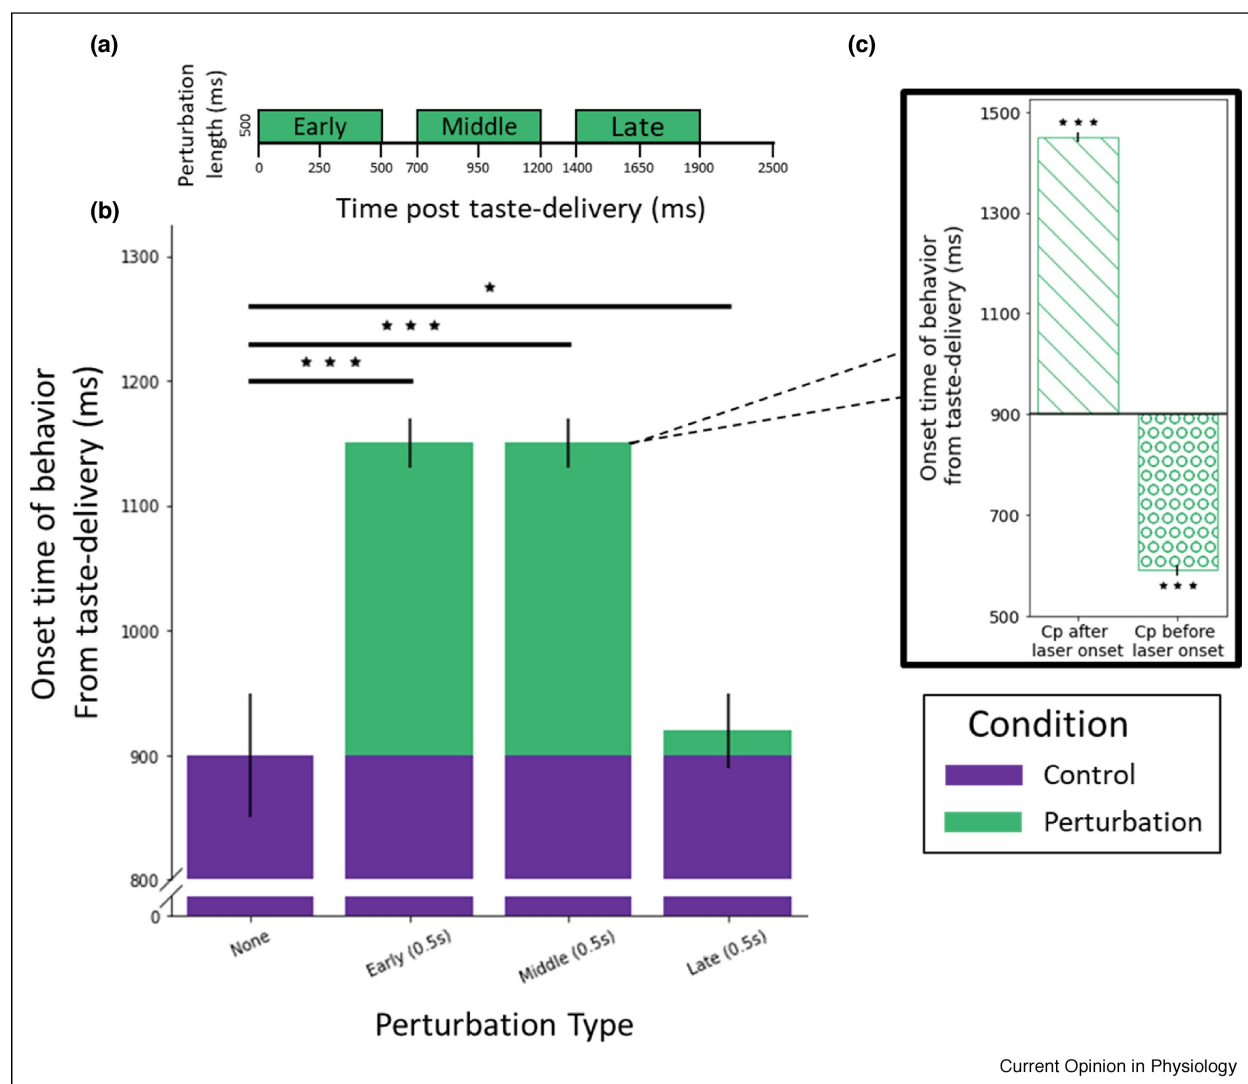 (a)
Perturbation
length (ms)
500
Early
Middle
Late
0
250
500
700
950
1200
1400
1650
1900
2500
Time post taste-delivery (ms)
(b)
Onset time of behavior
From taste-delivery (ms)
1300
1200
1100
1000
900
800
0
None
Early (0.5s)
Middle (0.5s)
Late (0.5s)
Perturbation Type
(c)
Onset time of behavior
from taste-delivery (ms)
1500
1300
1100
900
700
500
Cp after
laser onset
Cp before
laser onset
Condition
Control
Perturbation
Current Opinion in Physiology